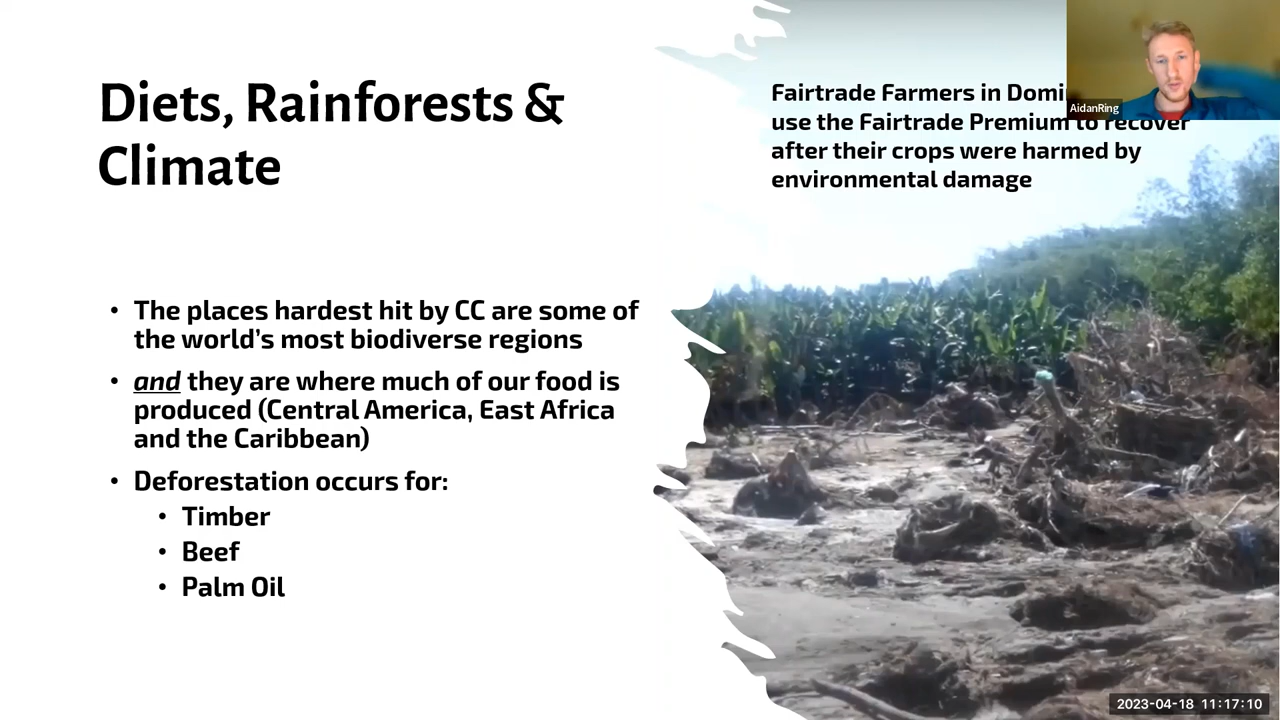 Diets, Rainforests &
Climate
• The places hardest hit by CC are some of
the world’s most biodiverse regions
• and they are where much of our food is
produced (Central America, East Africa
and the Caribbean)
• Deforestation occurs for:
• Timber
• Beef
• Palm Oil
Fairtrade Farmers in
use the Fairtrade Premium to recover
after their crops were harmed by
environmental damage
AidanRing
2023-04-18 11:17:10